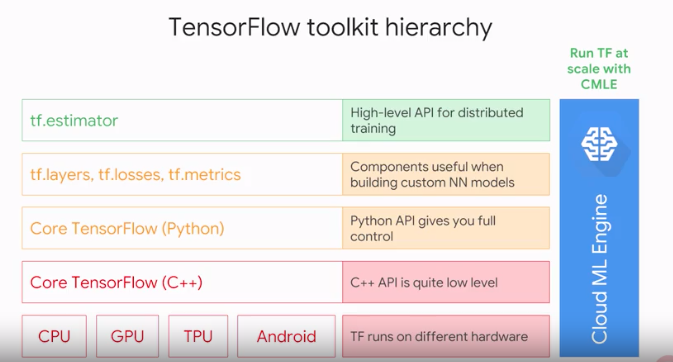 TensorFlow toolkit hierarchy
Run TF at
scale with
CMLE
tf.estimator
High-level API for distributed
training
tf.layers, tf.losses, tf.metrics
Components useful when
building custom NN models
Core TensorFlow (Python)
Python API gives you full
control
Core TensorFlow (C++)
C++ API is quite low level
CPU
GPU
TPU
Android
TF runs on different hardware
Cloud ML Engine